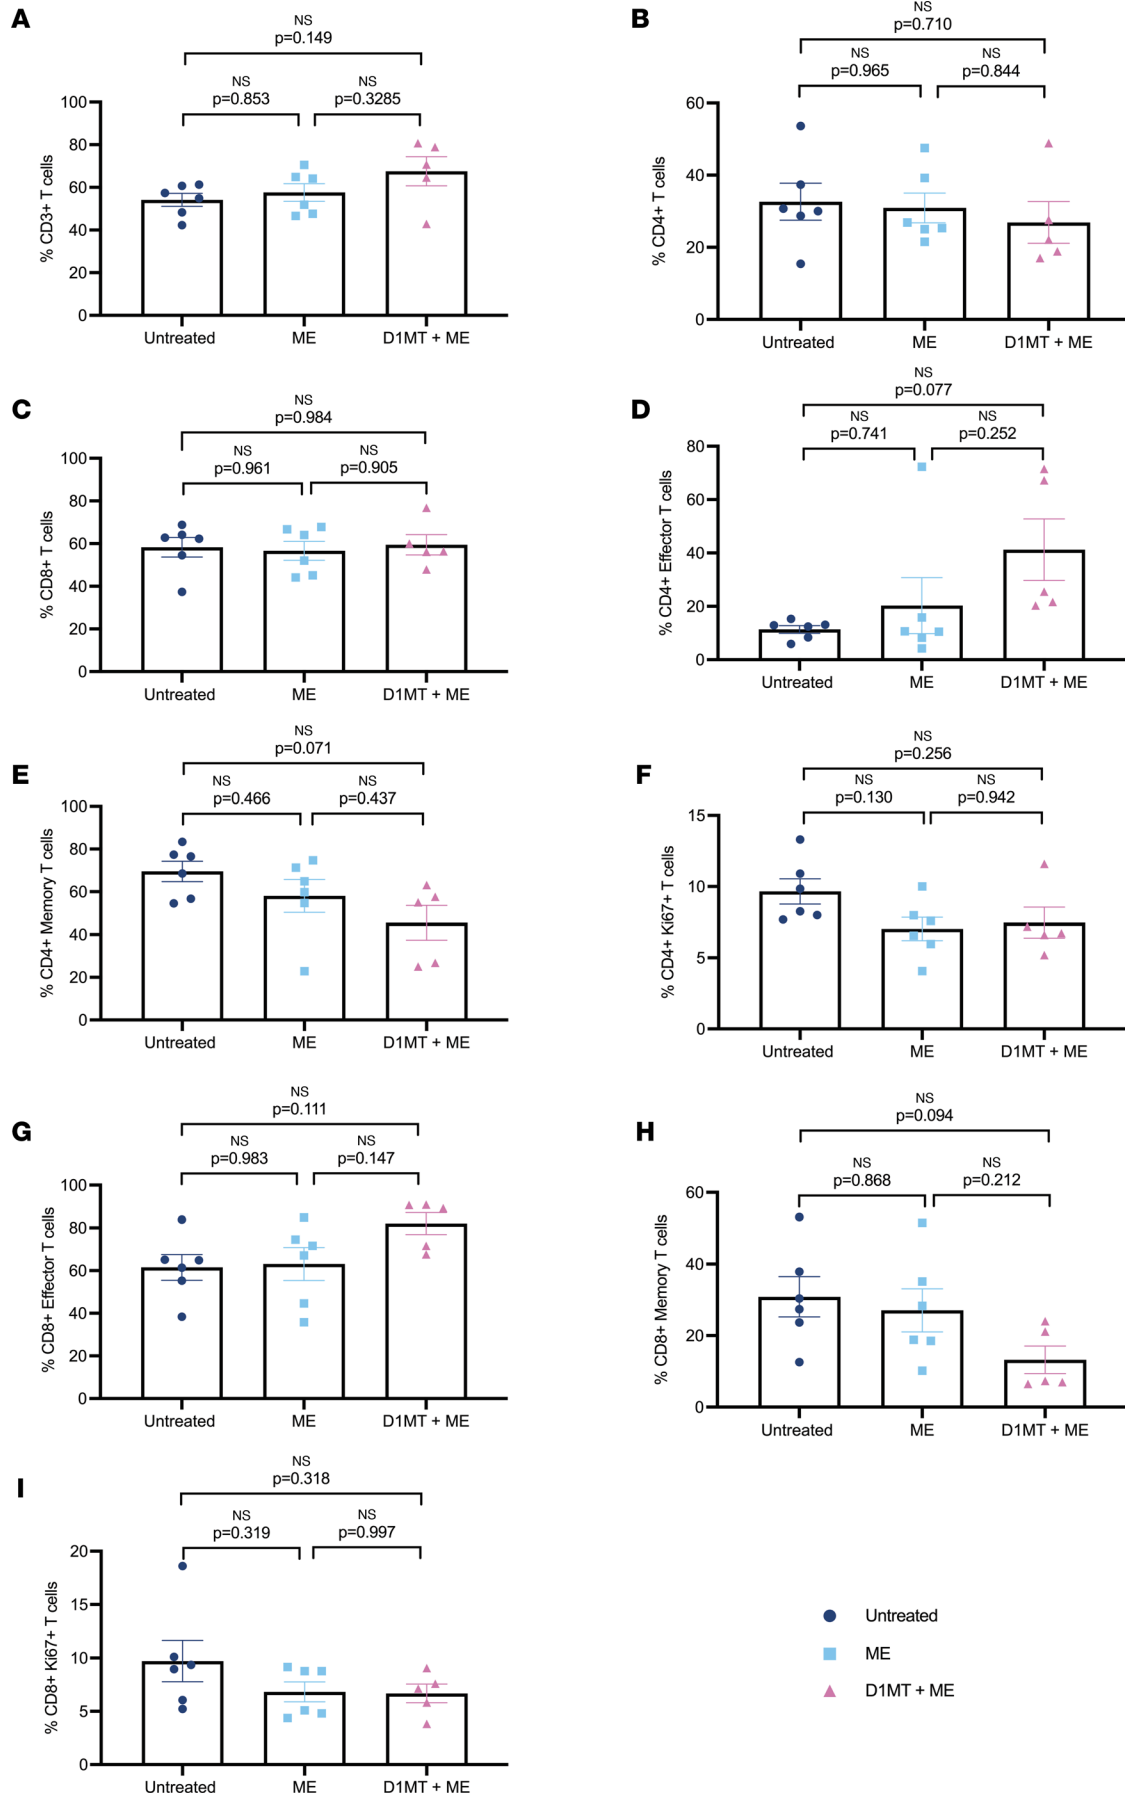 A
NS
p=0.149
NS
p=0.853
NS
p=0.3285
% CD3+ T cells
100
80
60
40
20
0
Untreated
ME
D1MT + ME
B
NS
p=0.710
NS
p=0.965
NS
p=0.844
% CD4+ T cells
60
40
20
0
Untreated
ME
D1MT + ME
C
NS
p=0.984
NS
p=0.961
NS
p=0.905
% CD8+ T cells
100
80
60
40
20
0
Untreated
ME
D1MT + ME
D
NS
p=0.077
NS
p=0.741
NS
p=0.252
% CD4+ Effector T cells
80
60
40
20
0
Untreated
ME
D1MT + ME
E
NS
p=0.071
NS
p=0.466
NS
p=0.437
% CD4+ Memory T cells
100
80
60
40
20
0
Untreated
ME
D1MT + ME
F
NS
p=0.256
NS
p=0.130
NS
p=0.942
% CD4+ Ki67+ T cells
15
10
5
0
Untreated
ME
D1MT + ME
G
NS
p=0.111
NS
p=0.983
NS
p=0.147
% CD8+ Effector T cells
100
80
60
40
20
0
Untreated
ME
D1MT + ME
H
NS
p=0.094
NS
p=0.868
NS
p=0.212
% CD8+ Memory T cells
60
40
20
0
Untreated
ME
D1MT + ME
I
NS
p=0.318
NS
p=0.319
NS
p=0.997
% CD8+ Ki67+ T cells
20
15
10
5
0
Untreated
ME
D1MT + ME
Untreated
ME
D1MT + ME